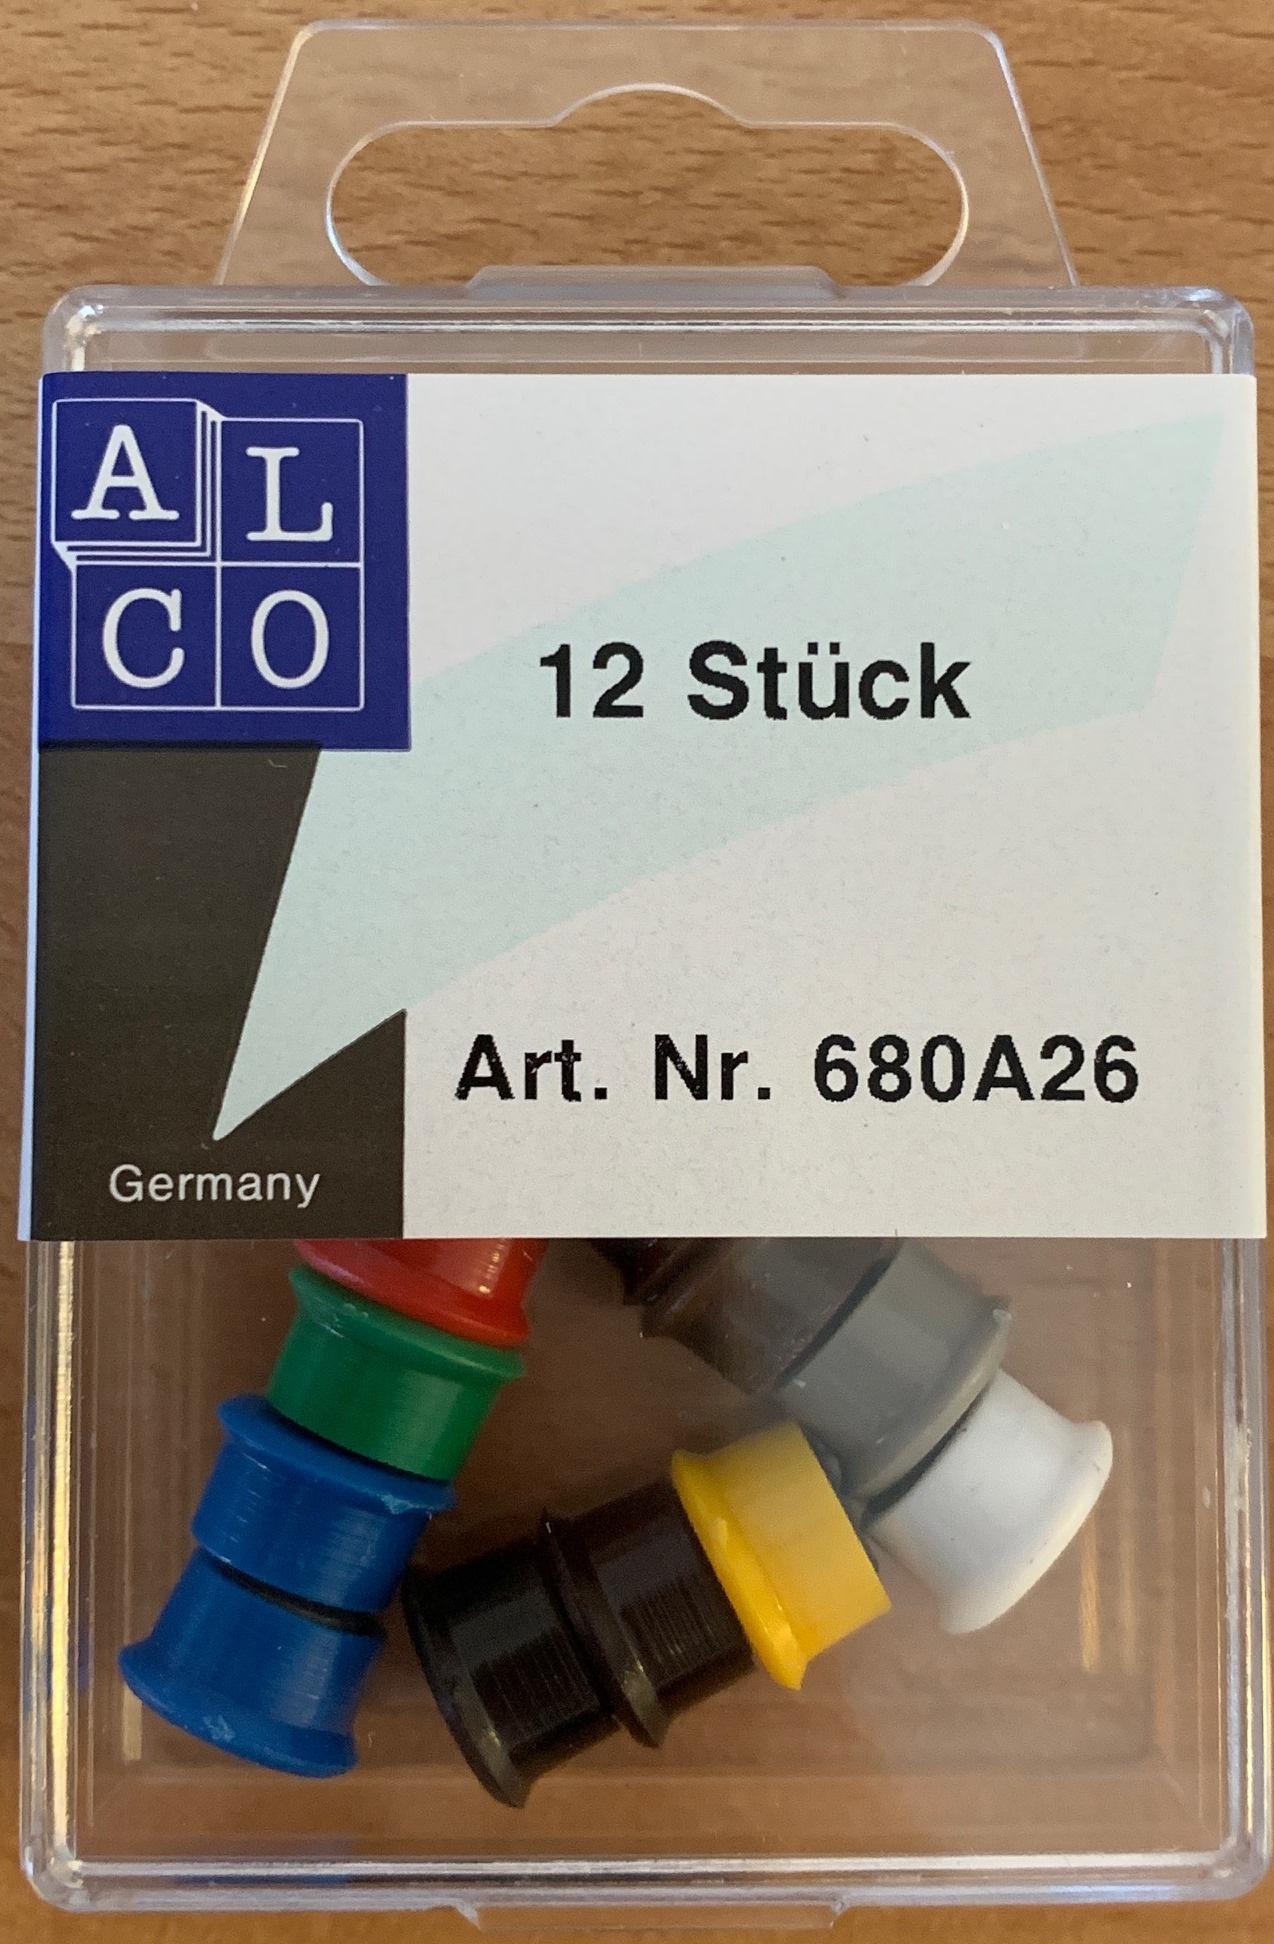 A L
C O
12 Stück
Art. Nr. 680A26
Germany